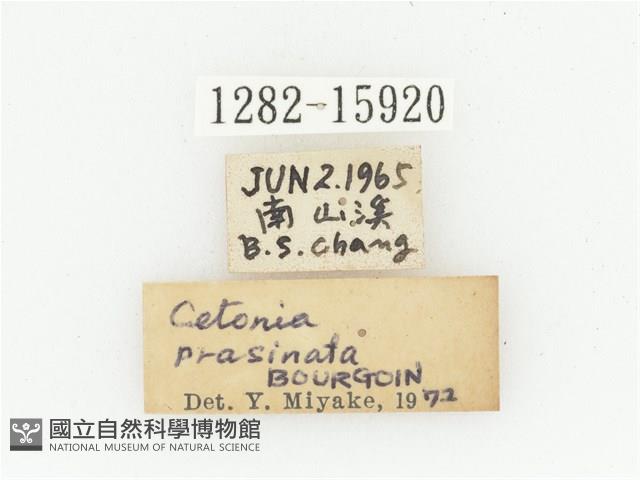 1282-15920
JUN 2.1965
南山溪
B.S. Chang
Cetonia
prasinata
BOURGOIN
Det. Y. Miyake, 1972
國立自然科學博物館
NATIONAL MUSEUM OF NATURAL SCIENCE